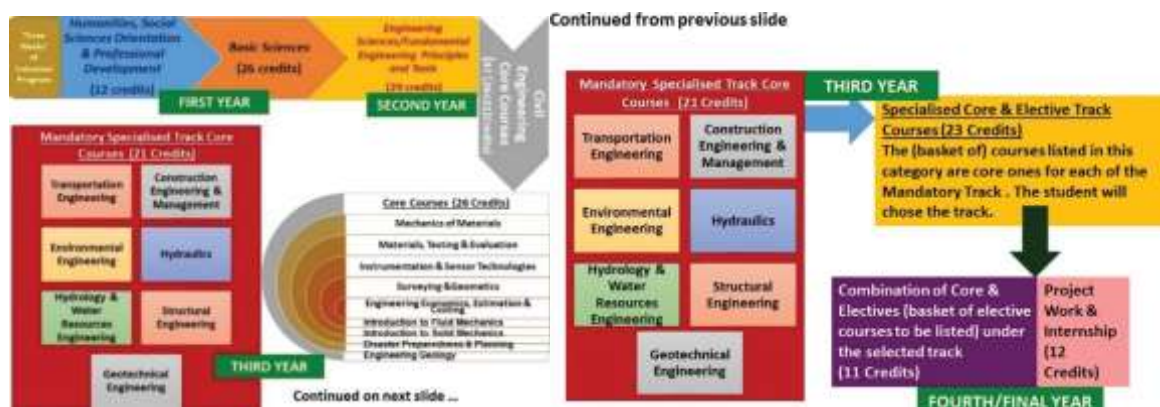 Humanities, Social
Sciences Orientation
& Professional
Development
(12 credits)
Basic Sciences
(26 credits)
Engineering
Sciences/Fundamental
Engineering Principles
and Tools
FIRST YEAR
SECOND YEAR
Civil
Engineering
Core Courses
Mandatory Specialised Track Core
Courses (21 Credits)
Transportation
Engineering
Construction
Engineering &
Management
Environmental
Engineering
Hydraulics
Hydrology &
Water
Resources
Engineering
Structural
Engineering
Geotechnical
Engineering
THIRD YEAR
Core Courses (26 Credits)
Mechanics of Materials
Materials, Testing & Evaluation
Instrumentation & Sensor Technologies
Surveying & Geomatics
Engineering Economics, Estimation &
Costing
Introduction to Fluid Mechanics
Introduction to Solid Mechanics
Disaster Preparedness & Planning
Engineering Geology
Continued on next slide ...
Continued from previous slide
Mandatory Specialised Track Core
Courses (21 Credits)
Transportation
Engineering
Construction
Engineering &
Management
Environmental
Engineering
Hydraulics
Hydrology &
Water
Resources
Engineering
Structural
Engineering
Geotechnical
Engineering
THIRD YEAR
Specialised Core & Elective Track
Courses (23 Credits)
The (basket of) courses listed in this
category are core ones for each of the
Mandatory Track . The student will
chose the track.
Combination of Core &
Electives (basket of elective
courses to be listed) under
the selected track
(11 Credits)
Project
Work &
Internship
(12
Credits)
FOURTH/FINAL YEAR